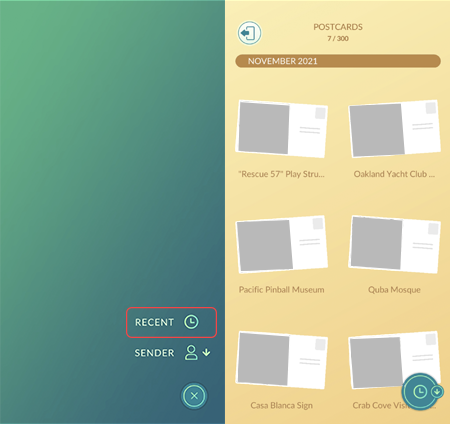 RECENT
SENDER
POSTCARDS
7 / 300
NOVEMBER 2021
"Rescue 57" Play Stru...
Oakland Yacht Club ...
Pacific Pinball Museum
Quba Mosque
Casa Blanca Sign
Crab Cove Vis